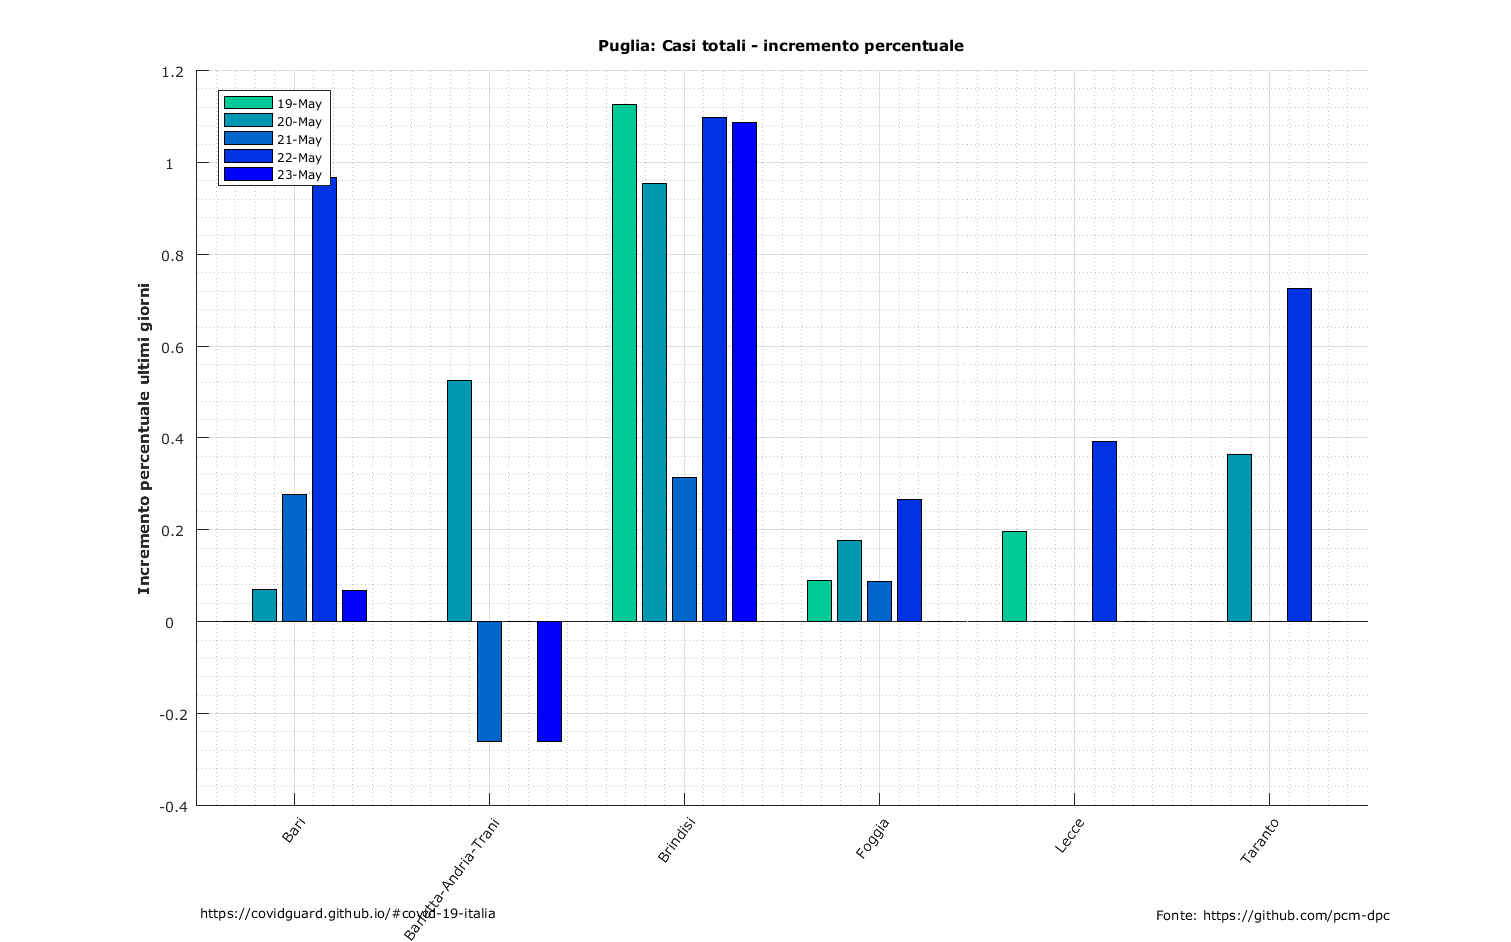 Puglia: Casi totali - incremento percentuale
19-May
20-May
21-May
22-May
23-May
Incremento percentuale ultimi giorni
1.2
1
0.8
0.6
0.4
0.2
0
-0.2
-0.4
Bari
Barletta-Andria-Trani
Brindisi
Foggia
Lecce
Taranto
https://covidguard.github.io/#covid-19-italia
Fonte: https://github.com/pcm-dpc